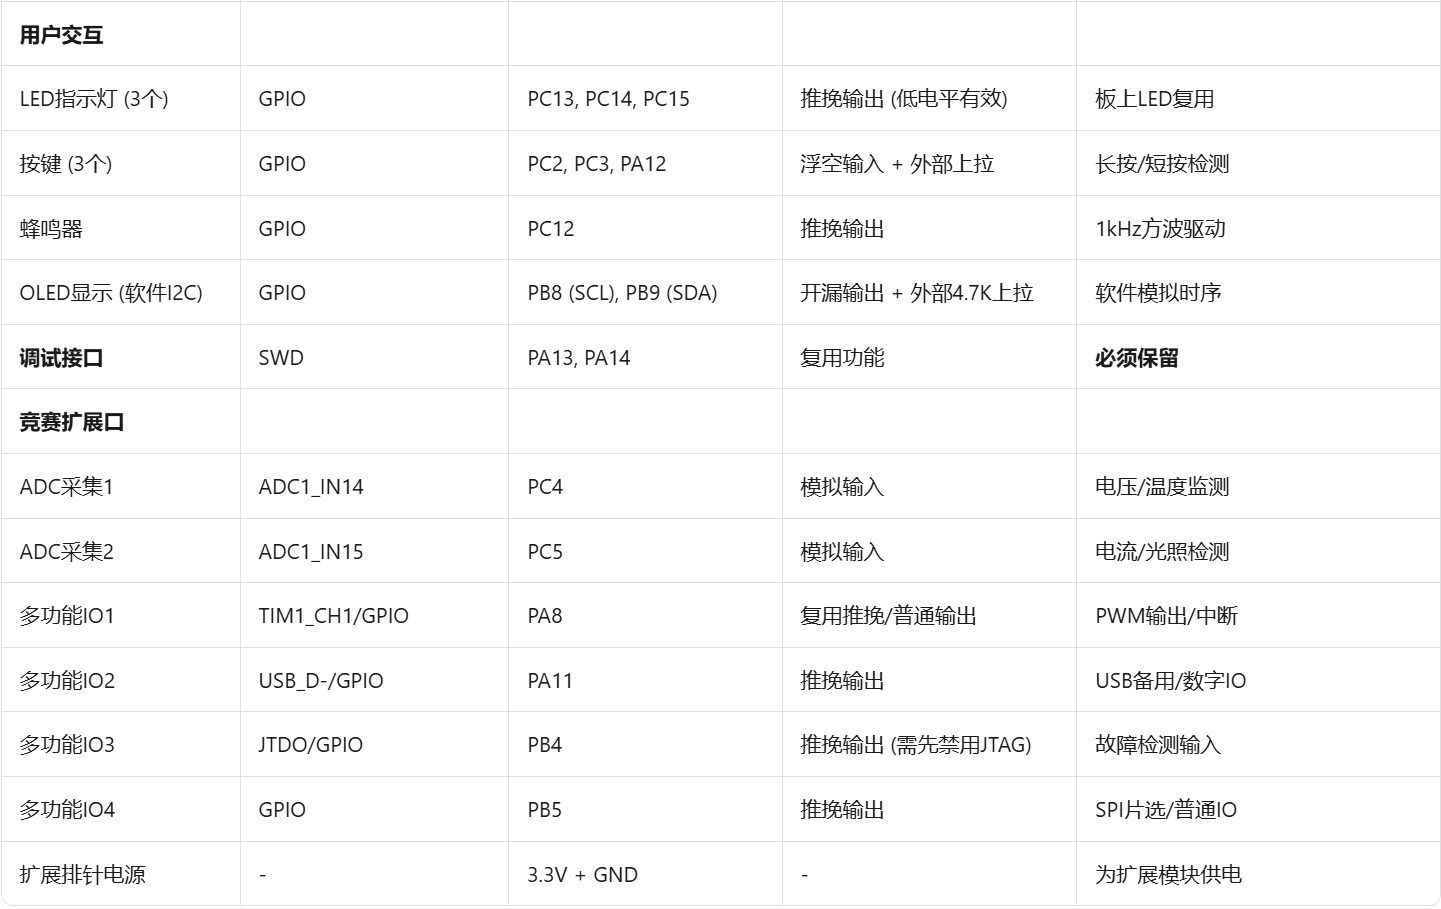 用户交互
LED指示灯 (3个) GPIO PC13, PC14, PC15 推挽输出 (低电平有效) 板上LED复用
按键 (3个) GPIO PC2, PC3, PA12 浮空输入 + 外部上拉 长按/短按检测
蜂鸣器 GPIO PC12 推挽输出 1kHz方波驱动
OLED显示 (软件I2C) GPIO PB8 (SCL), PB9 (SDA) 开漏输出 + 外部4.7K上拉 软件模拟时序
调试接口 SWD PA13, PA14 复用功能 必须保留
竞赛扩展口
ADC采集1 ADC1_IN14 PC4 模拟输入 电压/温度监测
ADC采集2 ADC1_IN15 PC5 模拟输入 电流/光照检测
多功能IO1 TIM1_CH1/GPIO PA8 复用推挽/普通输出 PWM输出/中断
多功能IO2 USB_D-/GPIO PA11 推挽输出 USB备用/数字IO
多功能IO3 JTDO/GPIO PB4 推挽输出 (需先禁用JTAG) 故障检测输入
多功能IO4 GPIO PB5 推挽输出 SPI片选/普通IO
扩展排针电源 - 3.3V + GND - 为扩展模块供电